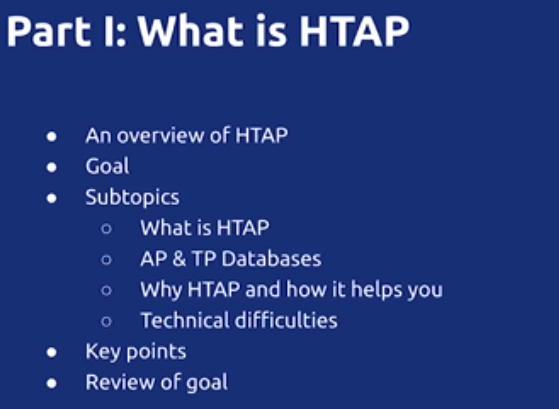 Part I: What is HTAP
● An overview of HTAP
● Goal
● Subtopics
○ What is HTAP
○ AP & TP Databases
○ Why HTAP and how it helps you
○ Technical difficulties
● Key points
● Review of goal